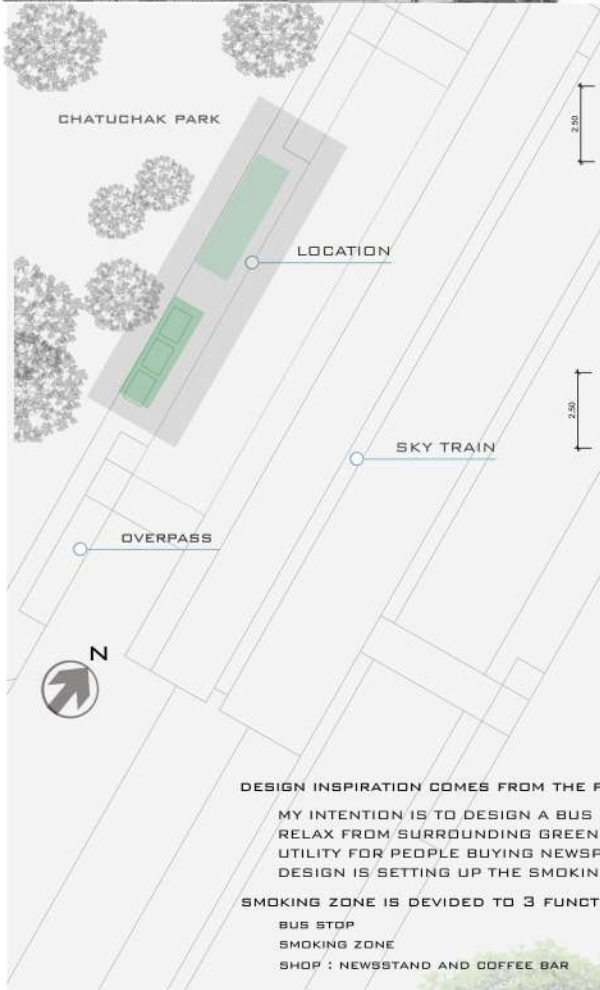 CHATUCHAK PARK
2.50
LOCATION
2.50
SKY TRAIN
OVERPASS
N
DESIGN INSPIRATION COMES FROM THE
MY INTENTION IS TO DESIGN A BUS
RELAX FROM SURROUNDING GREEN
UTILITY FOR PEOPLE BUYING
DESIGN IS SETTING UP THE
SMOKING ZONE IS DEVIDED TO 3
BUS STOP
SMOKING ZONE
SHOP : NEWSSTAND AND COFFEE BAR